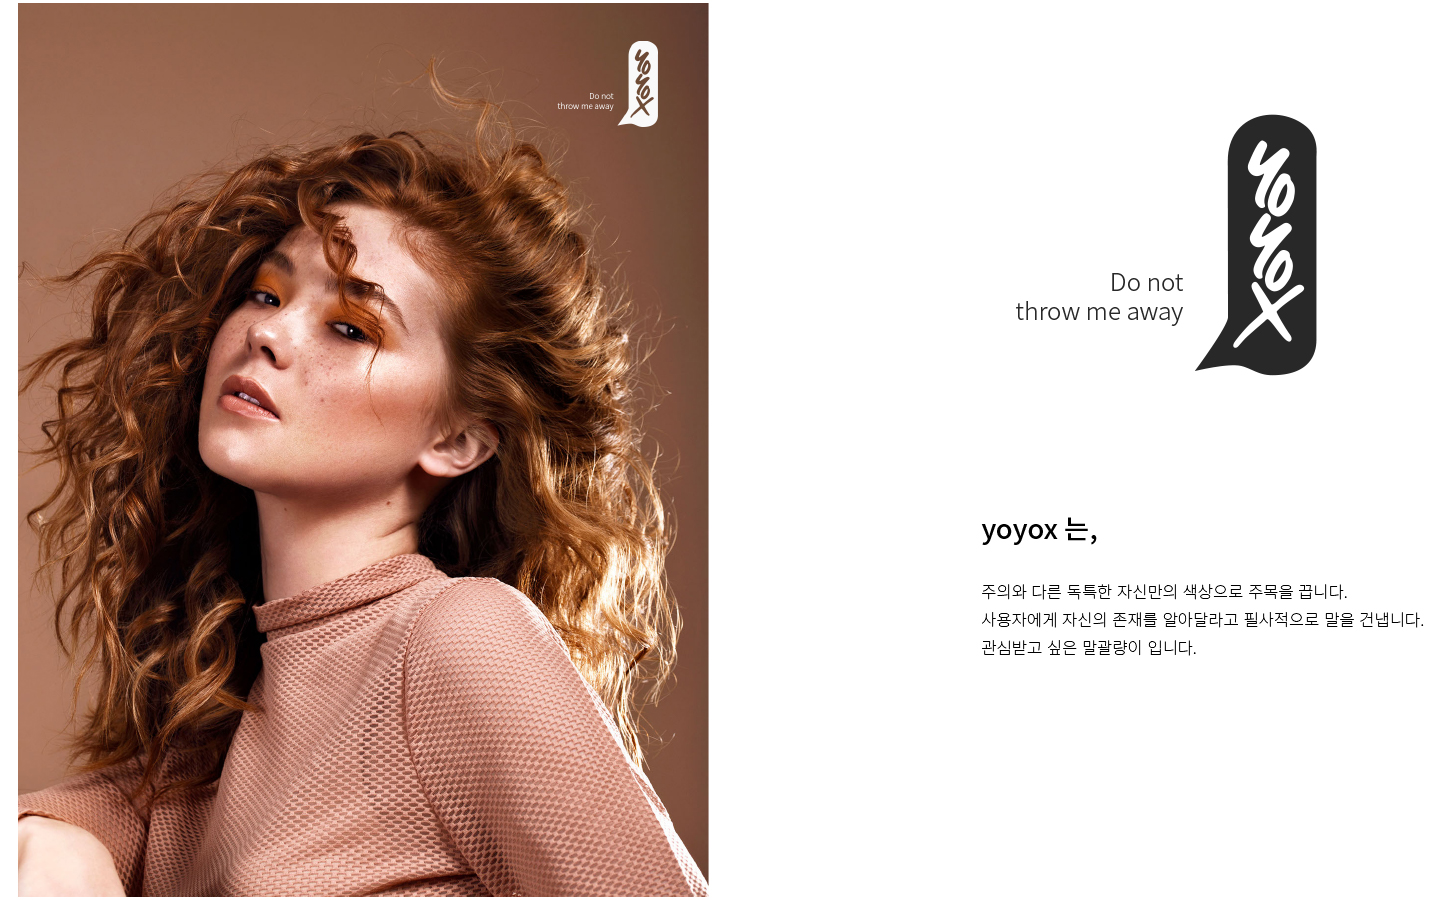 Do not
throw me away
yoyox
Do not
throw me away
yoyox
yoyox 는,
주의와 다른 독특한 자신만의 색상으로 주목을 끕니다.
사용자에게 자신의 존재를 알아달라고 필사적으로 말을 건냅니다.
관심받고 싶은 말괄량이 입니다.